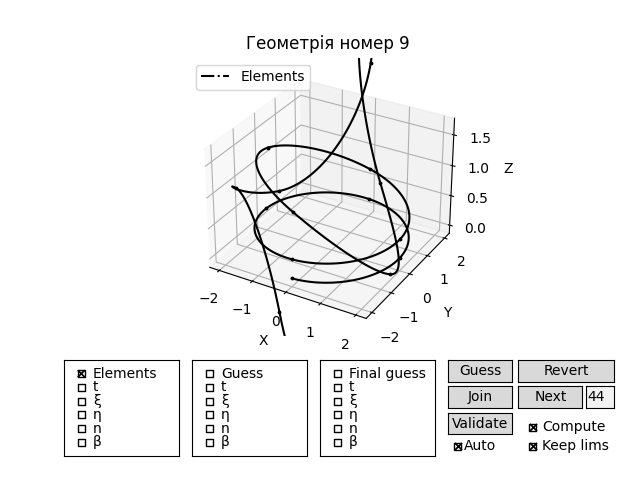 Геометрія номер 9
Elements
1.5
1.0
0.5
0.0
Z
−2
−1
0
1
2
X
−2
−1
0
1
2
Y
Elements
t
ξ
η
n
β
Guess
t
ξ
η
n
β
Final guess
t
ξ
η
n
β
Guess
Revert
Join
Next
44
Validate
Compute
Auto
Keep lims